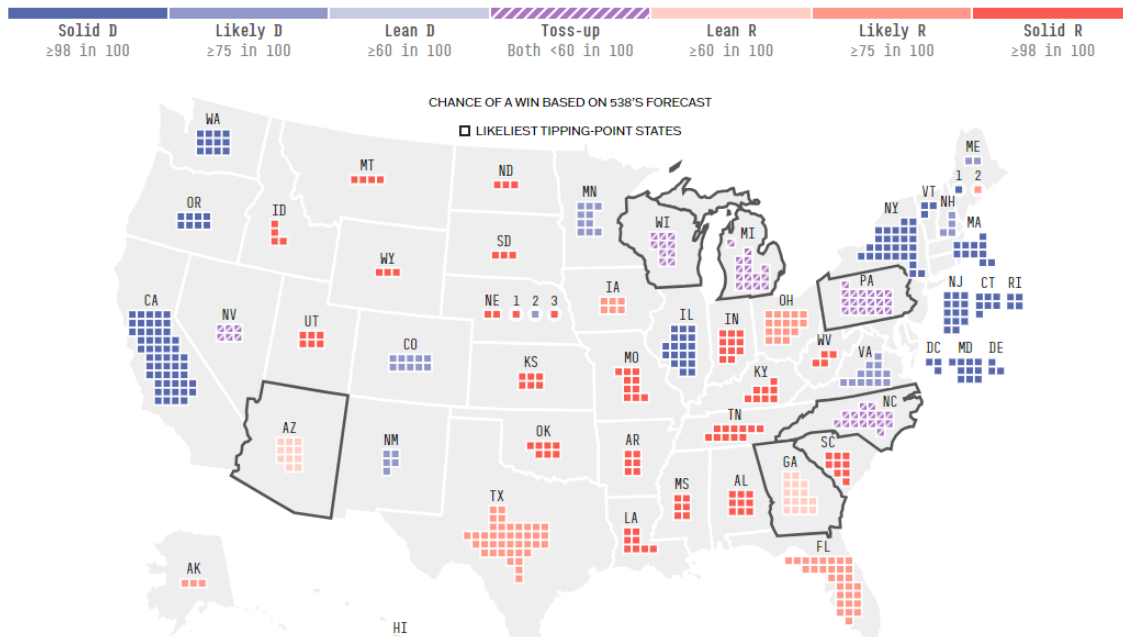 Solid D Likely D Lean D Toss-up Lean R Likely R Solid R
≥98 in 100 ≥75 in 100 ≥60 in 100 Both <60 in 100 ≥60 in 100 ≥75 in 100 ≥98 in 100
CHANCE OF A WIN BASED ON 538'S FORECAST
LIKELIEST TIPPING-POINT STATES
WA
ME
MT
ND
1 2
MN
VT
NH
OR
ID
NY
MA
WI
MI
SD
WY
PA
NJ
CT
RI
IA
NE 1 2 3
CA
OH
NV
UT
IL
IN
CO
DC
MD
DE
WV
VA
MO
KS
KY
NC
TN
AZ
NM
OK
AR
SC
GA
MS
AL
TX
LA
FL
AK
HI